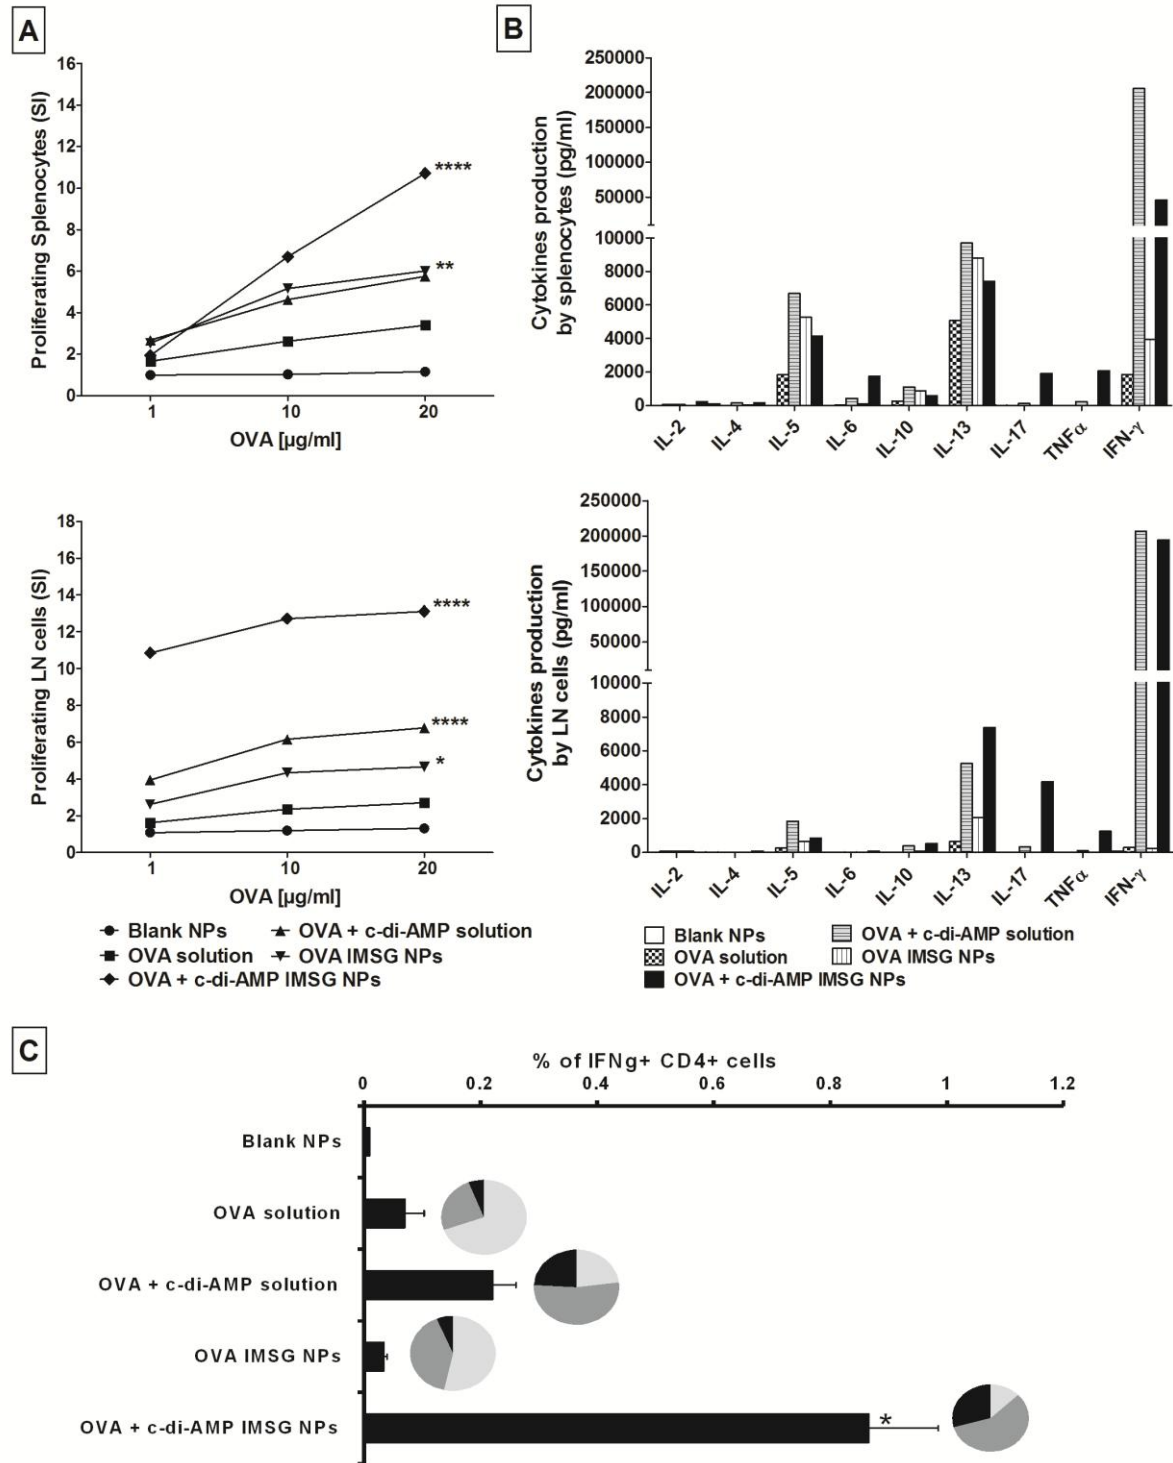 A
Proliferating Splenocytes (SI)
16
14
12
10
8
6
4
2
0
****
**
1 10 20
OVA [µg/ml]
B
Cytokines production
by splenocytes (pg/ml)
250000
200000
150000
100000
50000
10000
8000
6000
4000
2000
0
IL-2 IL-4 IL-5 IL-6 IL-10 IL-13 IL-17 TNFα IFN-γ
Proliferating LN cells (SI)
18
16
14
12
10
8
6
4
2
0
****
****
*
1 10 20
OVA [µg/ml]
Blank NPs OVA + c-di-AMP solution
OVA solution OVA IMSG NPs
OVA + c-di-AMP IMSG NPs
Cytokines production
by LN cells (pg/ml)
250000
200000
150000
100000
50000
10000
8000
6000
4000
2000
0
IL-2 IL-4 IL-5 IL-6 IL-10 IL-13 IL-17 TNFα IFN-γ
Blank NPs OVA + c-di-AMP solution
OVA solution OVA IMSG NPs
OVA + c-di-AMP IMSG NPs
C
% of IFNg+ CD4+ cells
0 0.2 0.4 0.6 0.8 1 1.2
Blank NPs
OVA solution
OVA + c-di-AMP solution
OVA IMSG NPs
OVA + c-di-AMP IMSG NPs
*